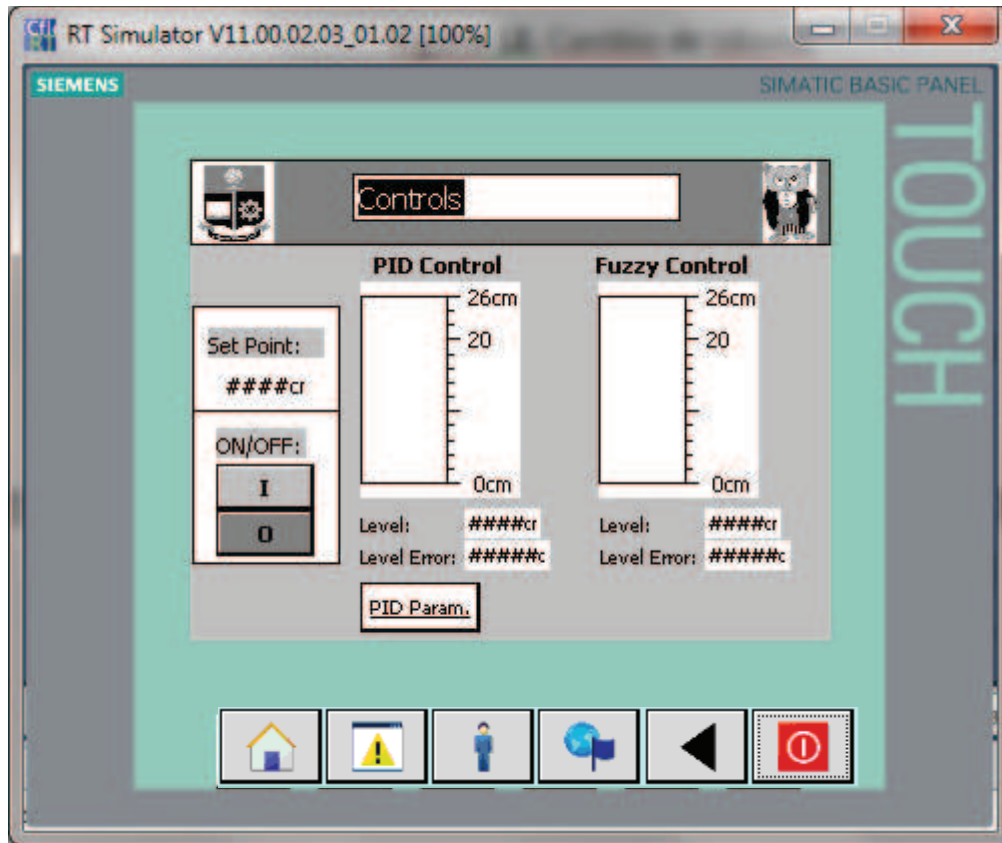 RT Simulator V11.00.02.03_01.02 [100%]
SIEMENS
SIMATIC BASIC PANEL
TOUCH
Controls
PID Control
Fuzzy Control
26cm
20
0cm
26cm
20
0cm
Set Point:
####cr
ON/OFF:
I
O
Level: ####cr
Level Error: #####c
Level: ####cr
Level Error: #####c
PID Param.